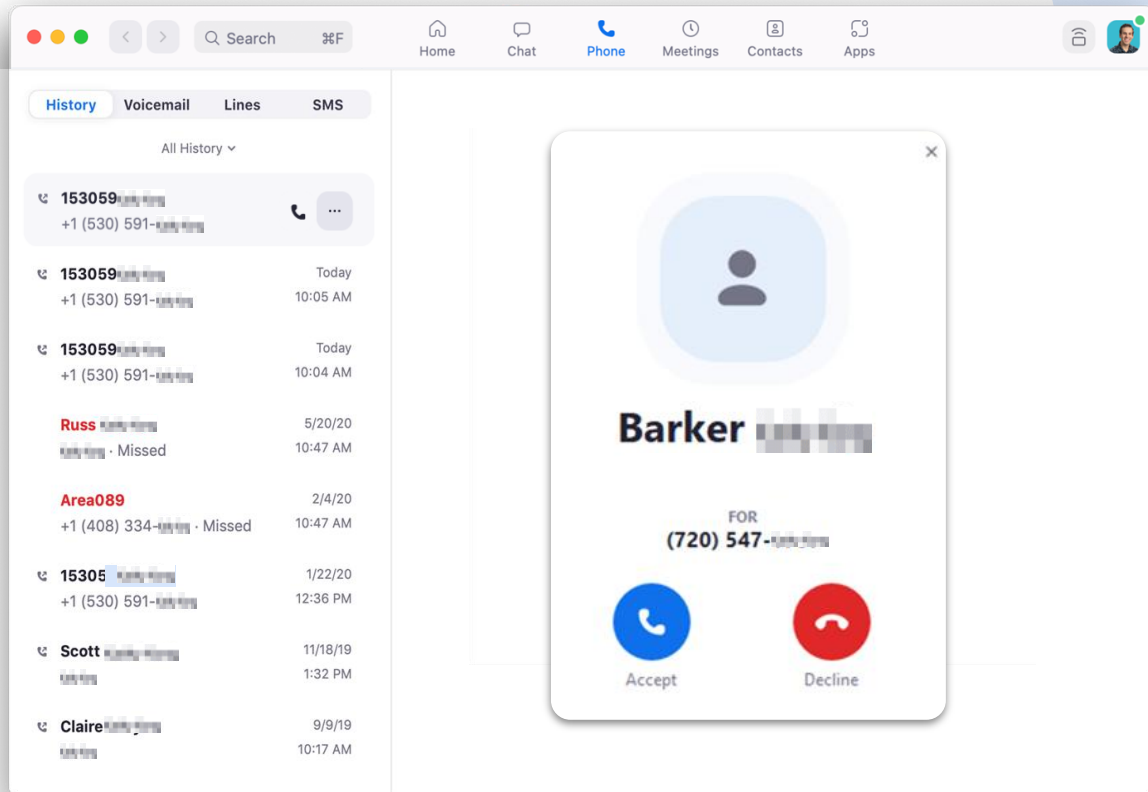 Search ⌘F
Home
Chat
Phone
Meetings
Contacts
Apps
History Voicemail Lines SMS
All History
153059
+1 (530) 591-
153059 Today
+1 (530) 591- 10:05 AM
153059 Today
+1 (530) 591- 10:04 AM
Russ 5/20/20
· Missed 10:47 AM
Area089 2/4/20
+1 (408) 334- · Missed 10:47 AM
15305 1/22/20
+1 (530) 591- 12:36 PM
Scott 11/18/19
1:32 PM
Claire 9/9/19
10:17 AM
Barker
FOR
(720) 547-
Accept
Decline